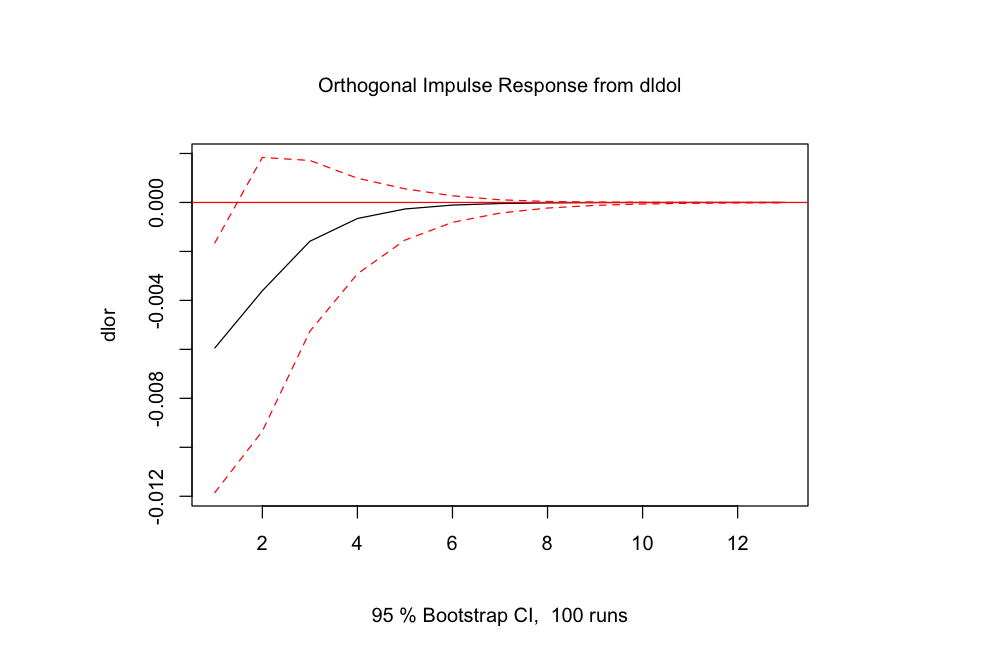 Orthogonal Impulse Response from dldol
0.000
-0.004
-0.008
-0.012
dlor
2 4 6 8 10 12
95 % Bootstrap CI,  100 runs